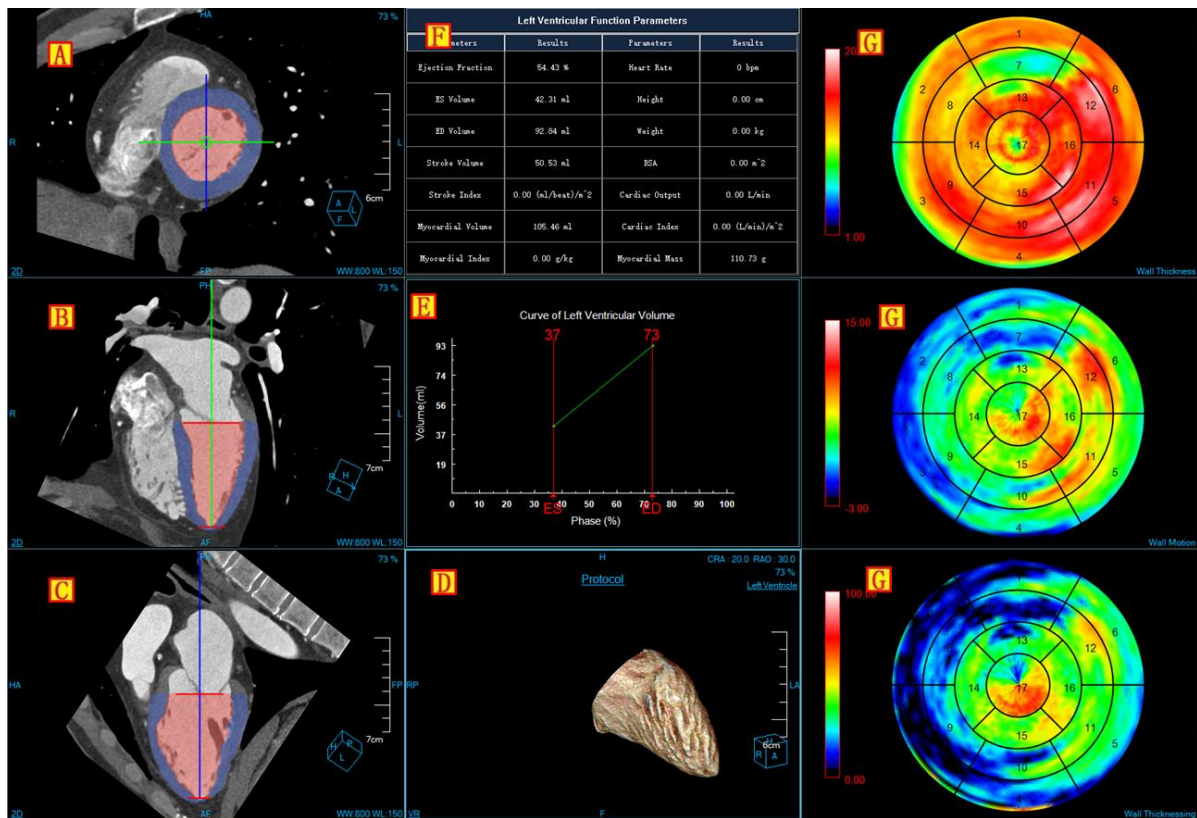 73 %
HA
A
R
L
6cm
A
L
F
2D
WW:800 WL:150
73 %
PH
B
R
L
R
H
A
7cm
AF
2D
WW:800 WL:150
73 %
C
HA
FP
H
P
L
7cm
AF
2D
WW:800 WL:150
Left Ventricular Function Parameters
F
Results
Parameters
Results
Ejection Fraction
54.43 %
Heart Rate
0 bpm
ES Volume
42.31 ml
Height
0.00 cm
ED Volume
92.84 ml
Weight
0.00 kg
Stroke Volume
50.53 ml
BSA
0.00 m^2
Stroke Index
0.00 (ml/beat)/m^2
Cardiac Output
0.00 L/min
Myocardial Volume
105.46 ml
Cardiac Index
0.00 (L/min)/m^2
Myocardial Index
0.00 g/kg
Myocardial Mass
110.73 g
E
Curve of Left Ventricular Volume
37
73
93
74
56
37
19
Volume(ml)
0 10 20 30 40 50 60 70 80 90 100
ES
ED
Phase (%)
D
H
CRA : 20.0 RAO : 30.0
73 %
Protocol
Left Ventricle
RP
LA
H
R
A
6cm
VR
F
G
20
1.00
1
2
3
4
5
6
7
8
9
10
11
12
13
14
15
16
17
Wall Thickness
G
15.00
-3.00
1
2
3
4
5
6
7
8
9
10
11
12
13
14
15
16
17
Wall Motion
G
100.00
0.00
5
6
8
9
10
11
12
13
14
15
16
17
Wall Thicknessing